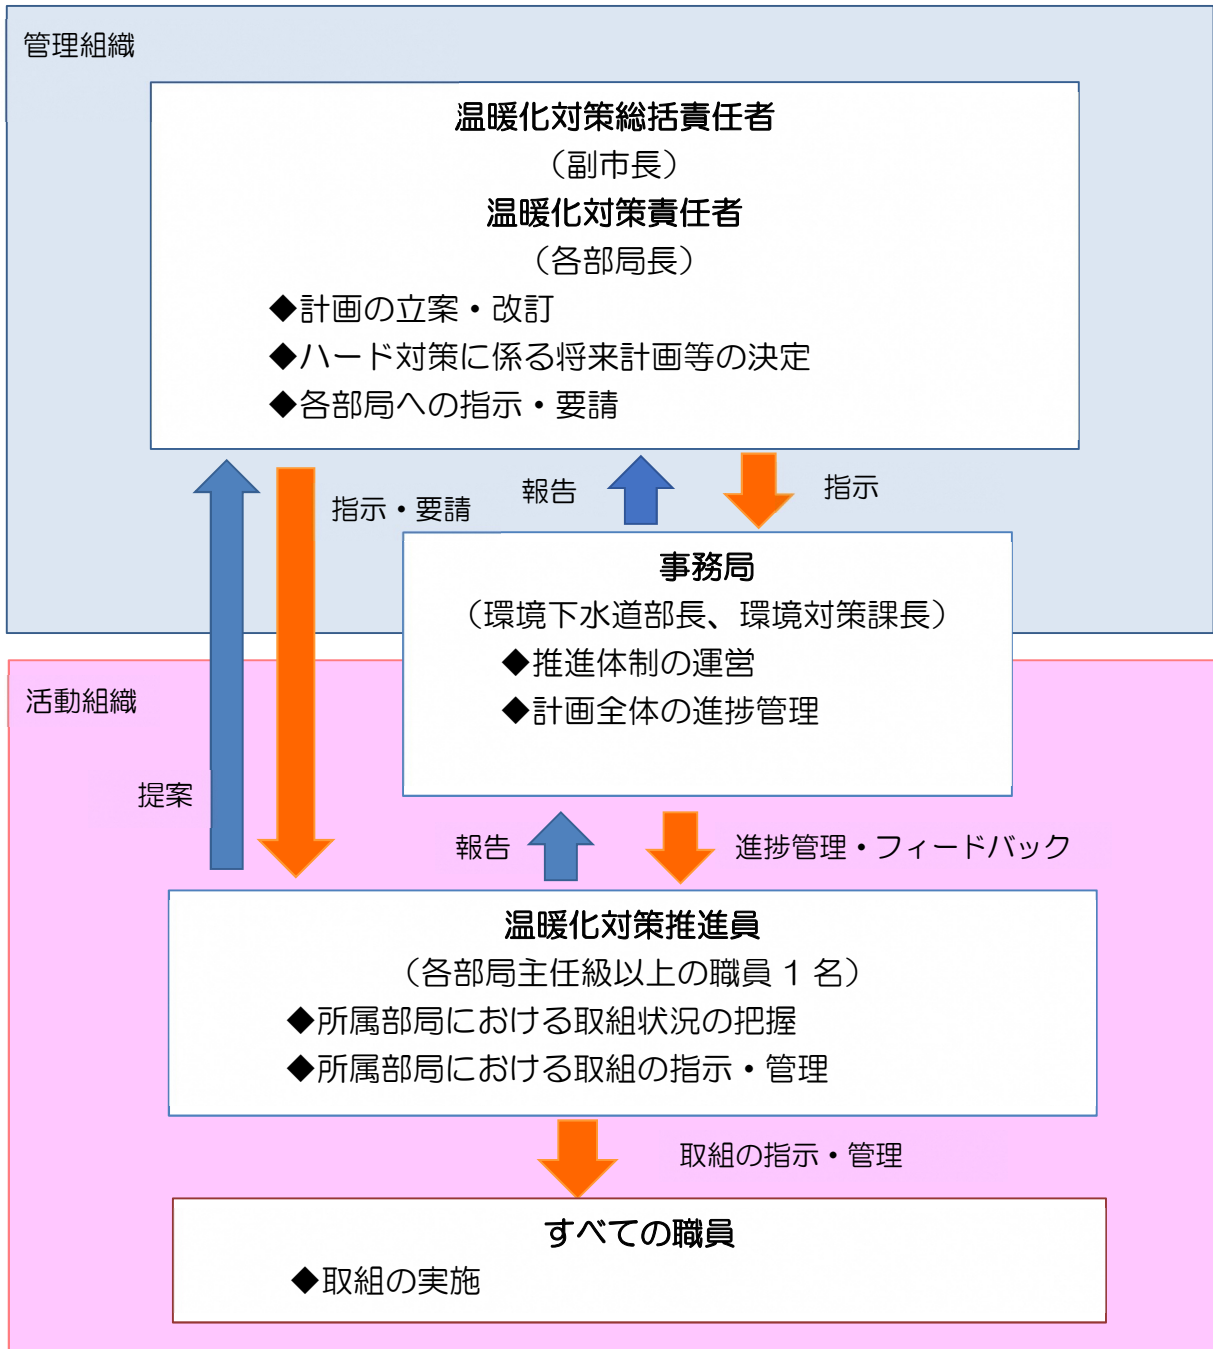 管理組織
温暖化対策総括責任者
（副市長）
温暖化対策責任者
（各部局長）
◆計画の立案・改訂
◆ハード対策に係る将来計画等の決定
◆各部局への指示・要請
指示・要請
報告
指示
事務局
（環境下水道部長、環境対策課長）
◆推進体制の運営
◆計画全体の進捗管理
活動組織
提案
報告
進捗管理・フィードバック
温暖化対策推進員
（各部局主任級以上の職員 1 名）
◆所属部局における取組状況の把握
◆所属部局における取組の指示・管理
取組の指示・管理
すべての職員
◆取組の実施